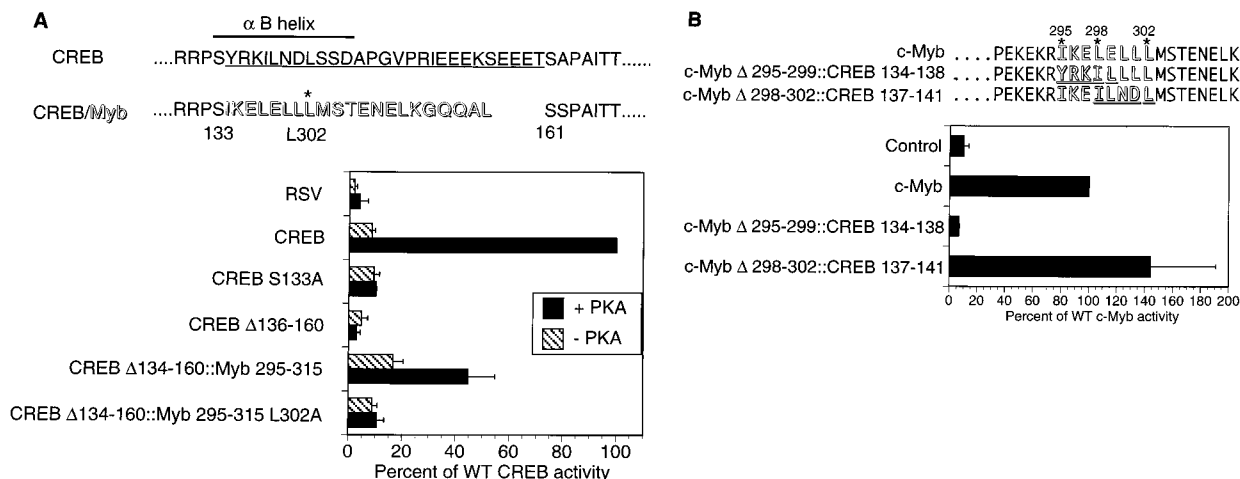 A
α B helix
CREB ....RRPSYRKILNDLSSDAPGVPRIEEEKSEEETSAPAITT......
*
CREB/Myb ....RRPSIKELELLLMSTENELKGQQAL SSPAITT.....
133 L302 161
RSV
CREB
CREB S133A
CREB Δ136-160
CREB Δ134-160::Myb 295-315
CREB Δ134-160::Myb 295-315 L302A
+ PKA
- PKA
0 20 40 60 80 100
Percent of WT CREB activity
B
295 298 302
* * *
c-Myb ....PEKEKRIKELELLLMSTENELK
c-Myb Δ 295-299::CREB 134-138 ....PEKEKRYRKILLLLMSTENELK
c-Myb Δ 298-302::CREB 137-141 ....PEKEKRIKEILNDLMSTENELK
Control
c-Myb
c-Myb Δ 295-299::CREB 134-138
c-Myb Δ 298-302::CREB 137-141
0 20 40 60 80 100 120 140 160 180 200
Percent of WT c-Myb activity